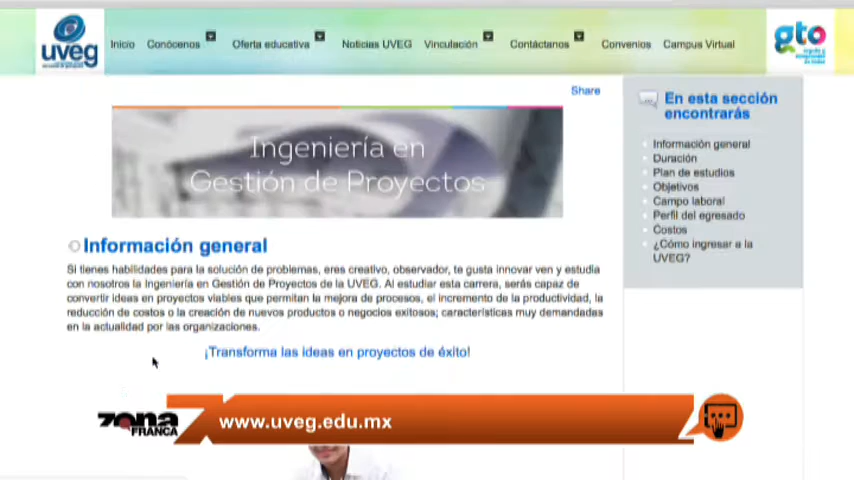 uveg
Inicio Conócenos Oferta educativa Noticias UVEG Vinculación Contáctanos Convenios Campus Virtual
gto
Share
Ingeniería en
Gestión de Proyectos
En esta sección
encontrarás
Información general
Duración
Plan de estudios
Objetivos
Campo laboral
Perfil del egresado
Costos
¿Cómo ingresar a la
UVEG?
Información general
Si tienes habilidades para la solución de problemas, eres creativo, observador, te gusta innovar ven y estudia
con nosotros la Ingeniería en Gestión de Proyectos de la UVEG. Al estudiar esta carrera, serás capaz de
convertir ideas en proyectos viables que permitan la mejora de procesos, el incremento de la productividad, la
reducción de costos o la creación de nuevos productos o negocios exitosos; características muy demandadas
en la actualidad por las organizaciones.
¡Transforma las ideas en proyectos de éxito!
ZONA
FRANCA
www.uveg.edu.mx